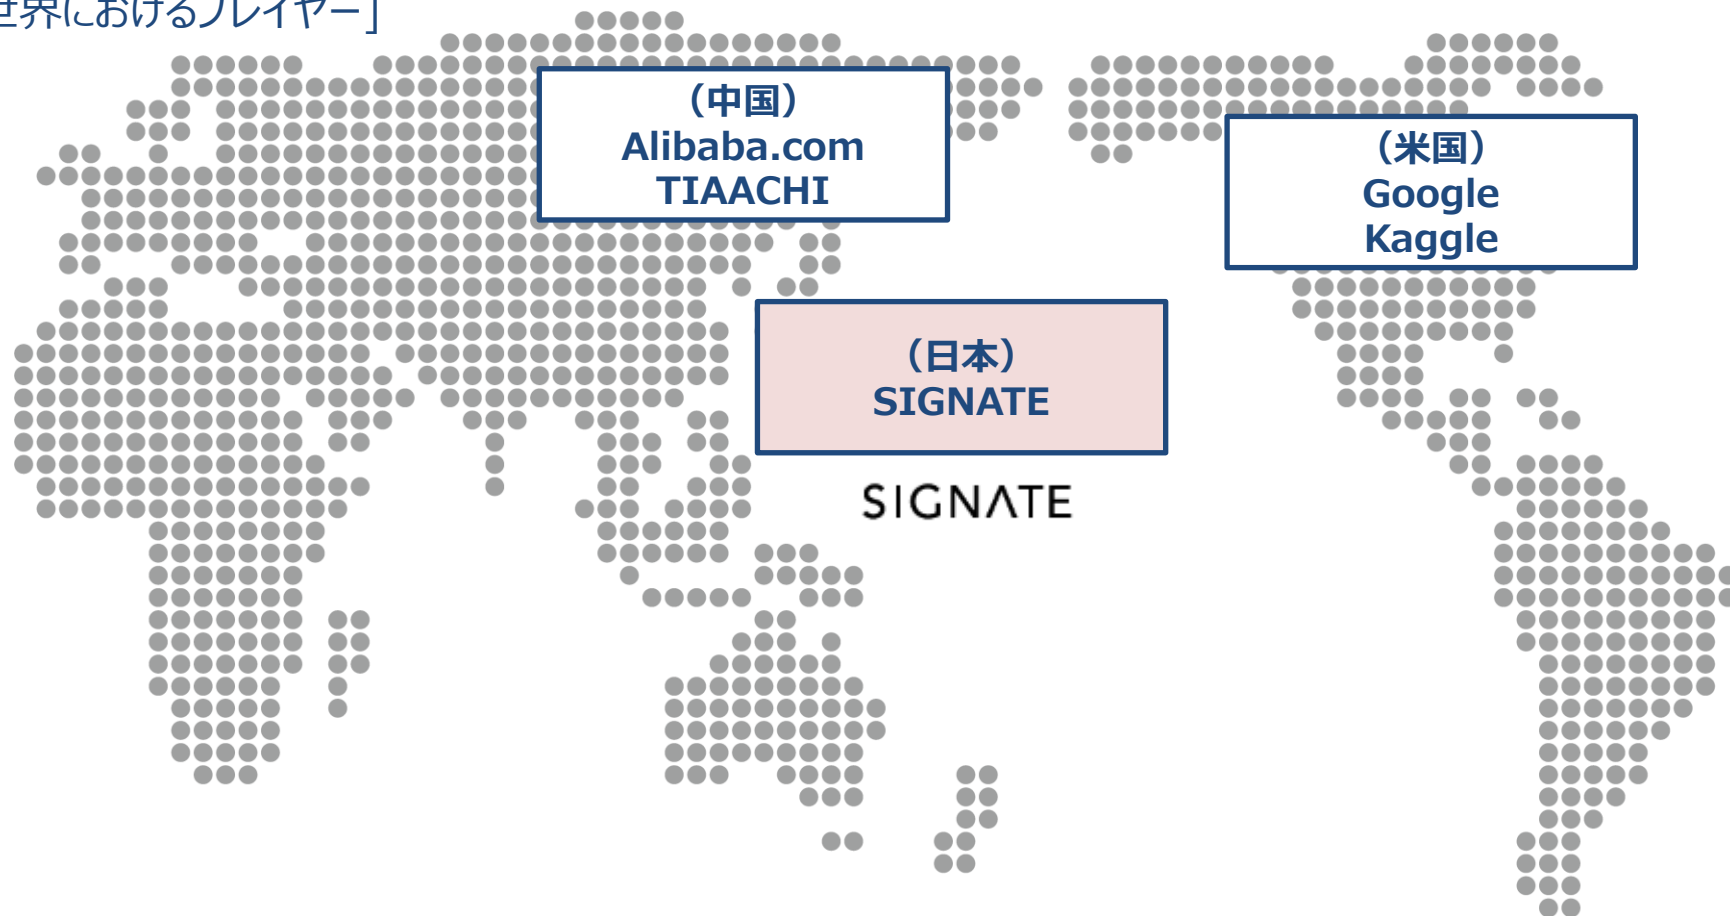 世界におけるプレイヤー］
（中国）
Alibaba.com
TIAACHI
（米国）
Google
Kaggle
（日本）
SIGNATE
SIGNATE